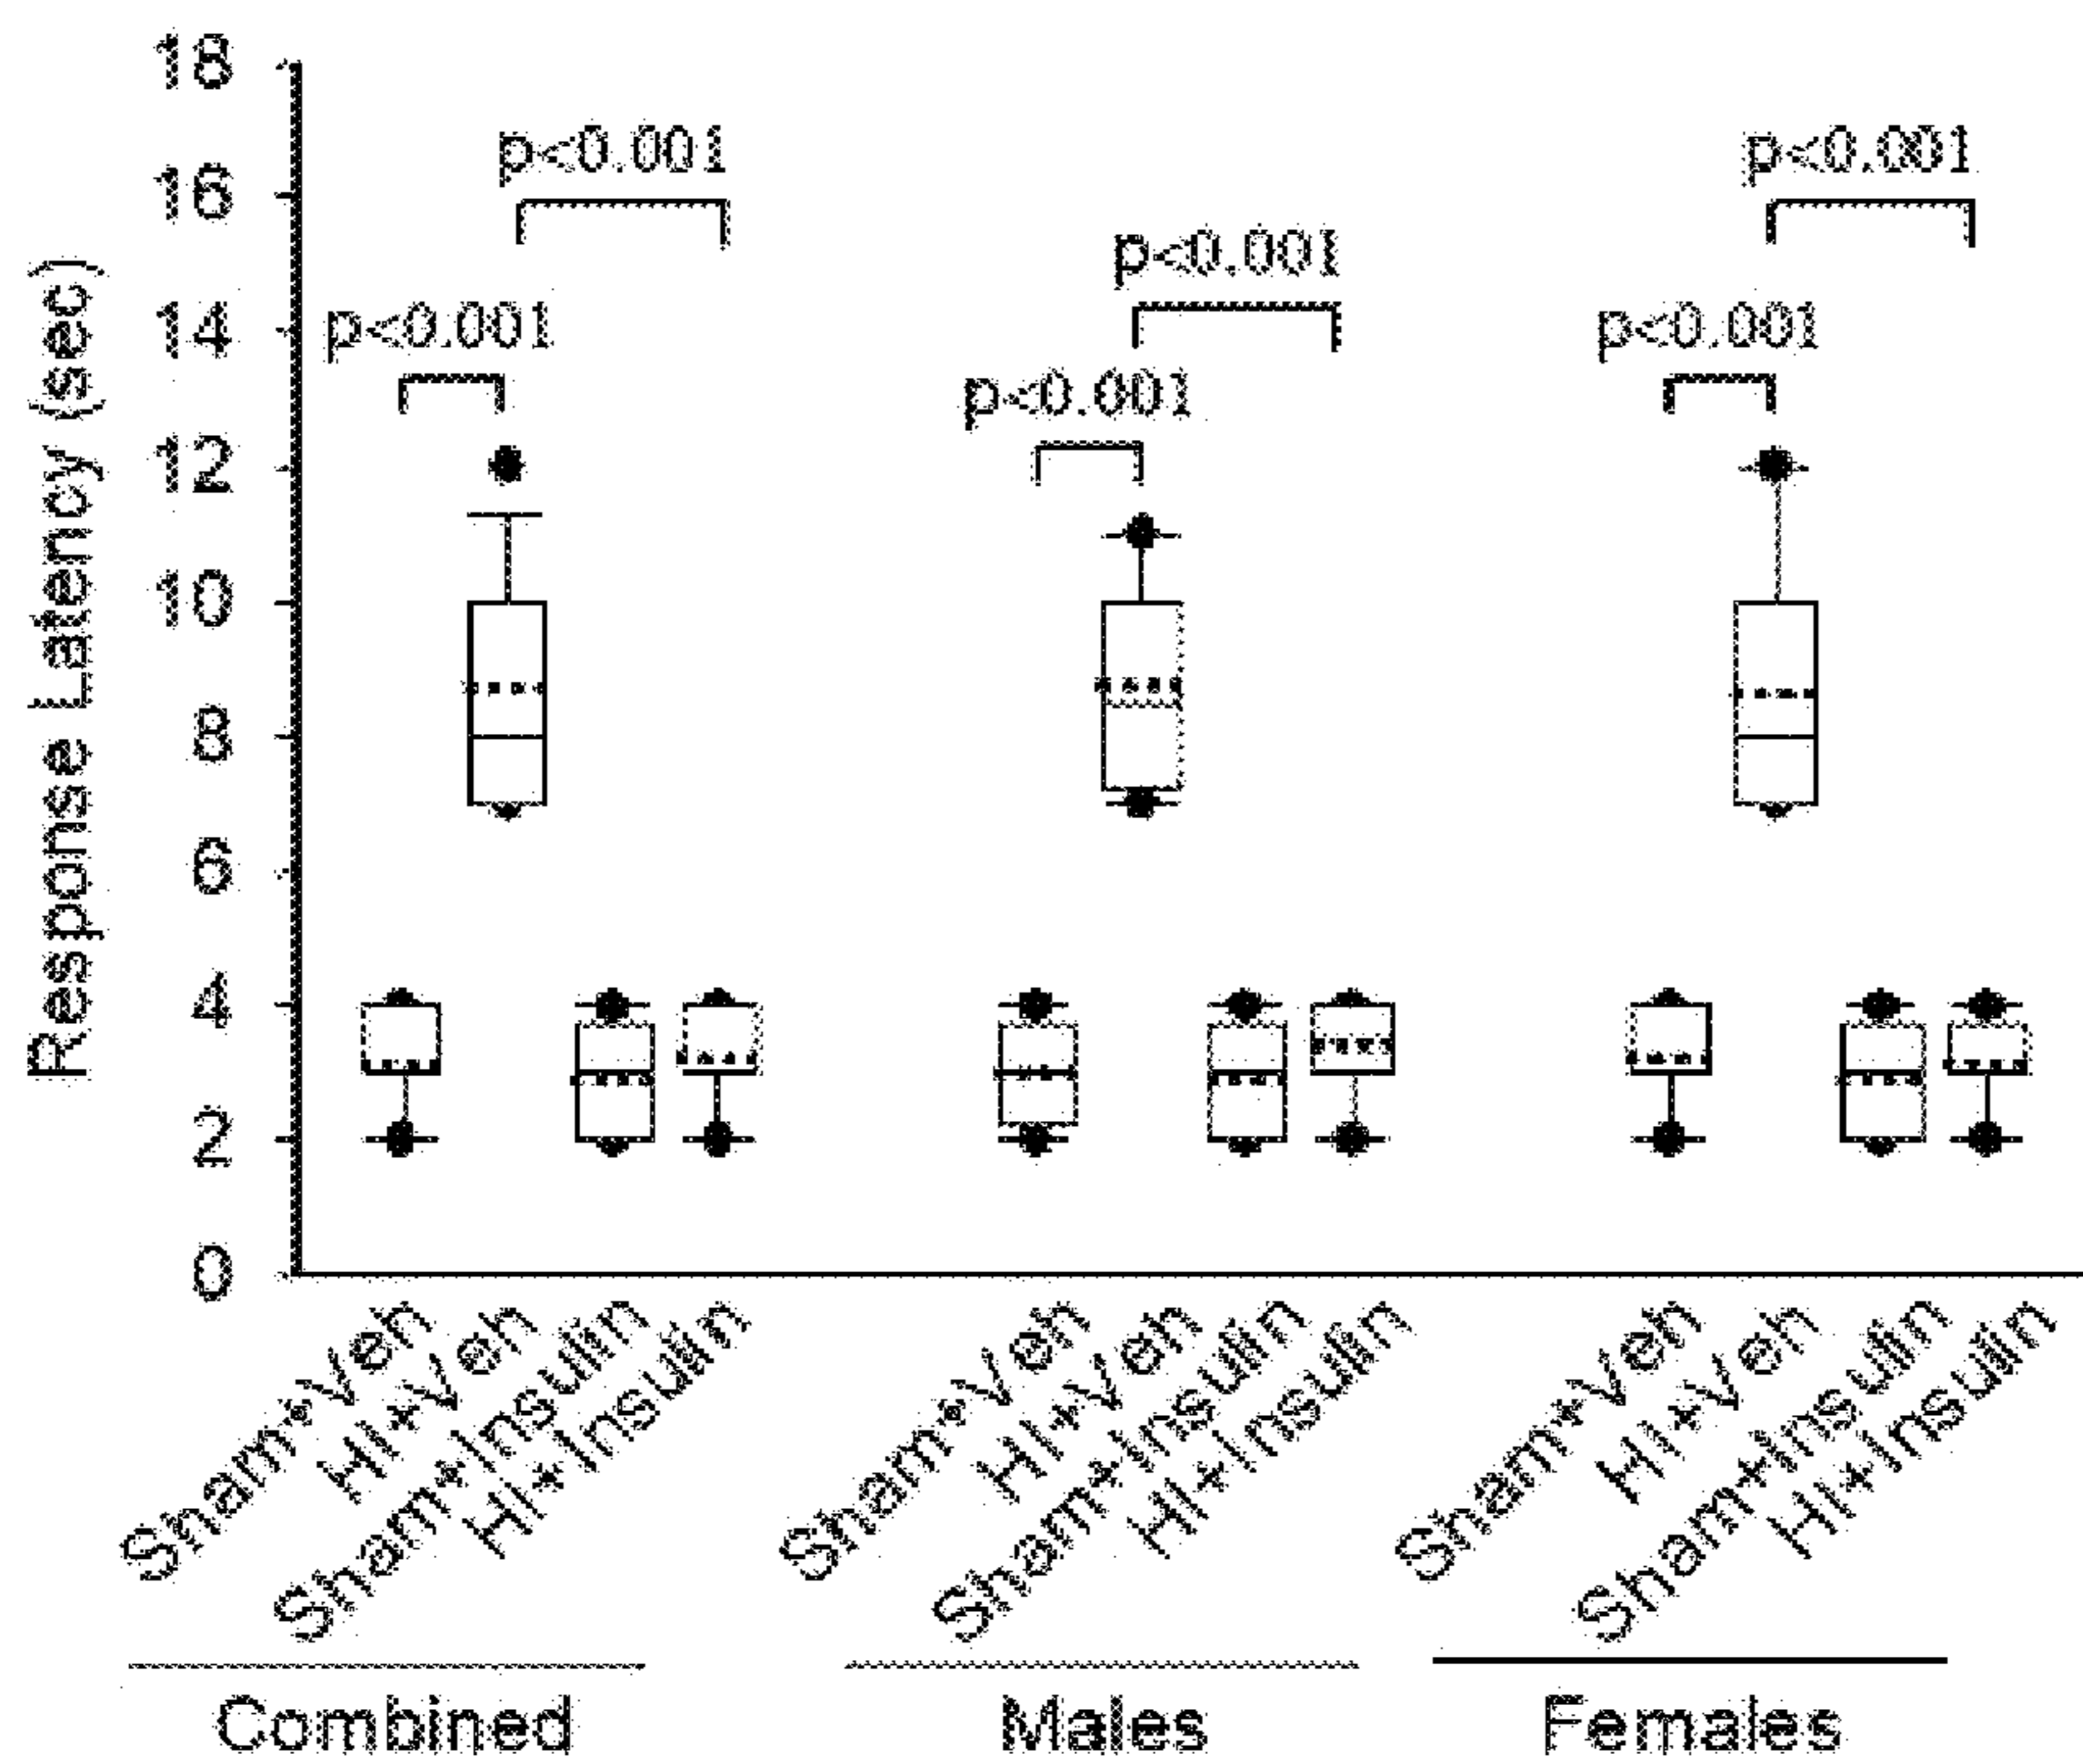 Response Latency (sec)
18
16
14
12
10
8
6
4
2
0
p<0.001
p<0.001
p<0.001
p<0.001
p<0.001
p<0.001
Sham+Veh
HI+Veh
Sham+Insulin
HI+Insulin
Sham+Veh
HI+Veh
Sham+Insulin
HI+Insulin
Sham+Veh
HI+Veh
Sham+Insulin
HI+Insulin
Combined
Males
Females